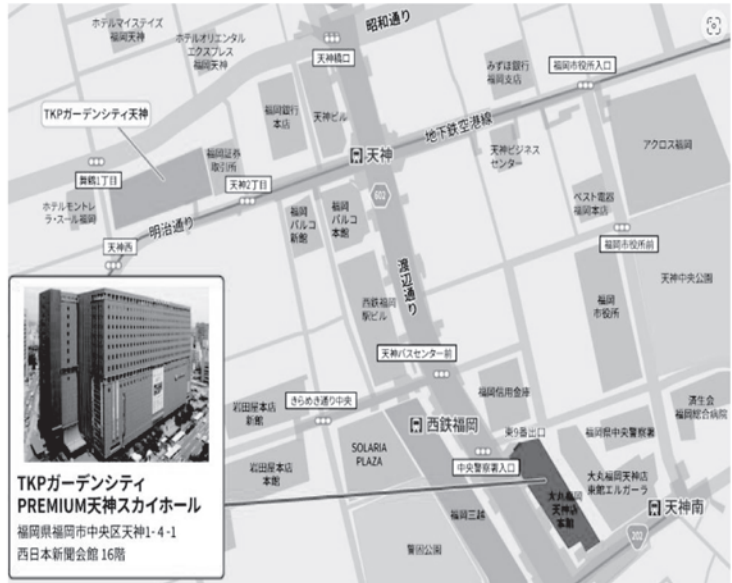 昭和通り
ホテルマイステイズ
福岡天神
ホテルオリエンタル
エクスプレス
福岡天神
天神橋口
みずほ銀行
福岡支店
福岡市役所入口
TKPガーデンシティ天神
福岡銀行
本店
天神ビル
地下鉄空港線
天神
天神ビジネス
センター
アクロス福岡
福岡証券
取引所
舞鶴1丁目
天神2丁目
ホテルモントレ
ラ・スール福岡
明治通り
天神西
福岡
パルコ
新館
福岡
パルコ
本館
602
ベスト電器
福岡本店
福岡市役所前
渡辺通り
天神中央公園
西鉄福岡
駅ビル
福岡
市役所
天神バスセンター前
岩田屋本店
新館
きらめき通り中央
福岡信用金庫
済生会
福岡総合病院
西鉄福岡
東9番出口
福岡県中央警察署
SOLARIA
PLAZA
中央警察署入口
岩田屋本店
本館
大丸福岡
天神店
本館
大丸福岡天神店
東館エルガーラ
天神南
福岡三越
202
警固公園
TKPガーデンシティ
PREMIUM天神スカイホール
福岡県福岡市中央区天神1-4-1
西日本新聞会館 16階